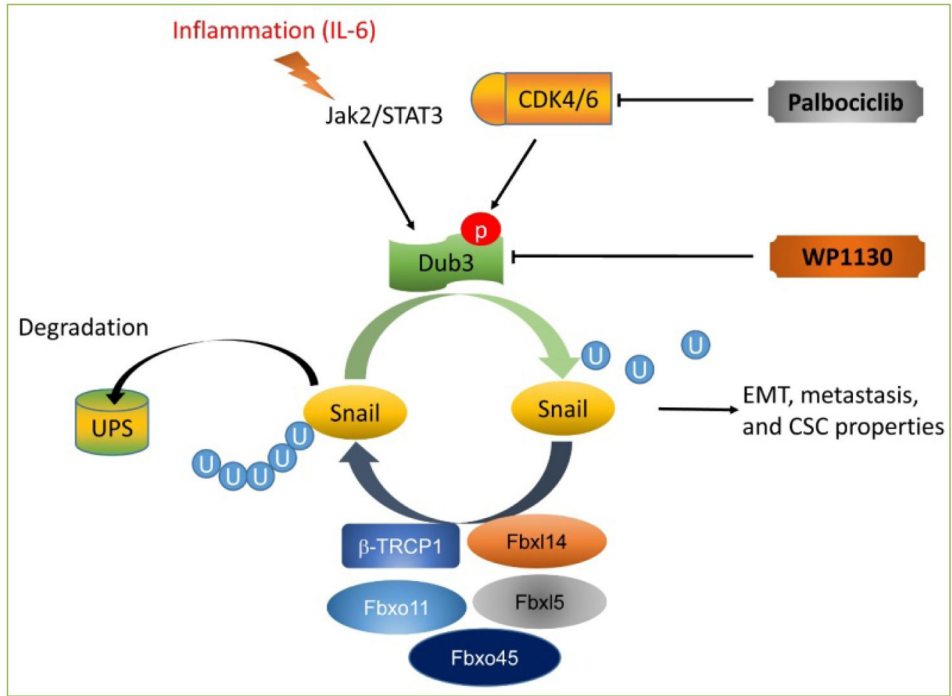 Inflammation (IL-6)
Jak2/STAT3
CDK4/6
Palbociclib
p
Dub3
WP1130
Degradation
U
U
U
Snail
Snail
UPS
U
U
U
U
U
EMT, metastasis,
and CSC properties
β-TRCP1
Fbxl14
Fbxo11
Fbxl5
Fbxo45